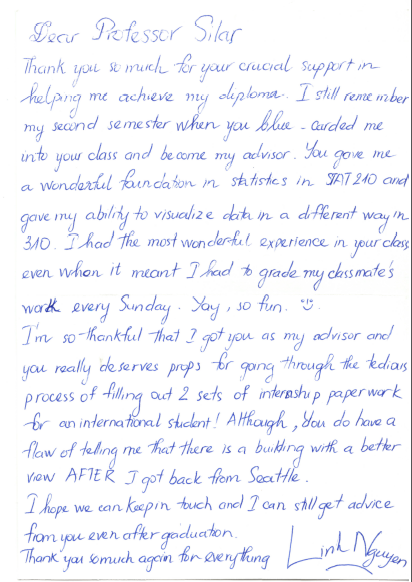 Dear Professor Silar
Thank you so much for your crucial support in
helping me achieve my diploma. I still remember
my second semester when you blue-carded me
into your class and become my advisor. You gave me
a wonderful foundation in statistics in STAT 210 and
gave my ability to visualize data in a different way in
310. I had the most wonderful experience in your class
even when it meant I had to grade my classmate's
work every Sunday. Yay, so fun. ☺.
I'm so thankful that I got you as my advisor and
you really deserves props for going through the tedious
process of filling out 2 sets of internship paperwork
for an international student! Although, You do have a
flaw of telling me that there is a building with a better
view AFTER I got back from Seattle.
I hope we can keep in touch and I can still get advice
from you even after gaduation.
Thank you so much again for everything Linh Nguyen